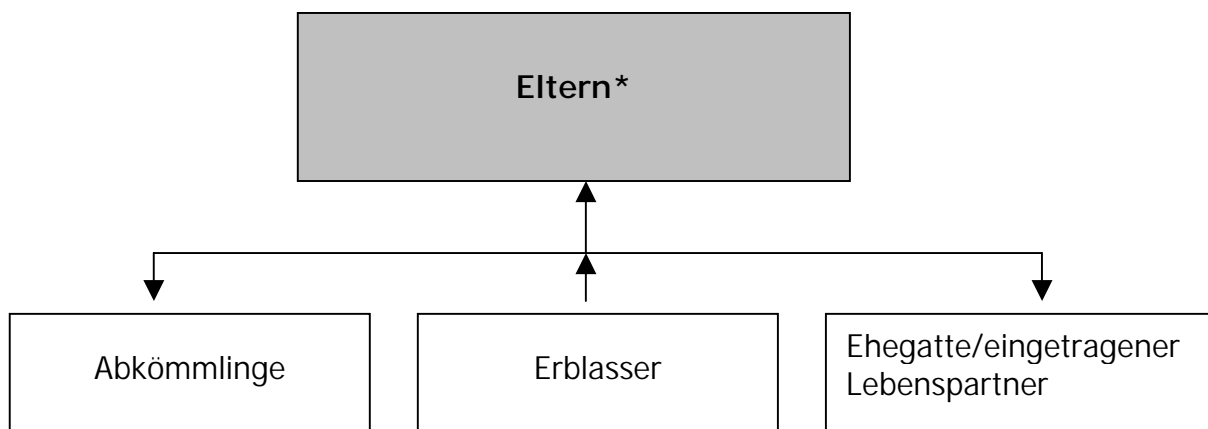 Eltern*
Abkömmlinge
Erblasser
Ehegatte/eingetragener
Lebenspartner